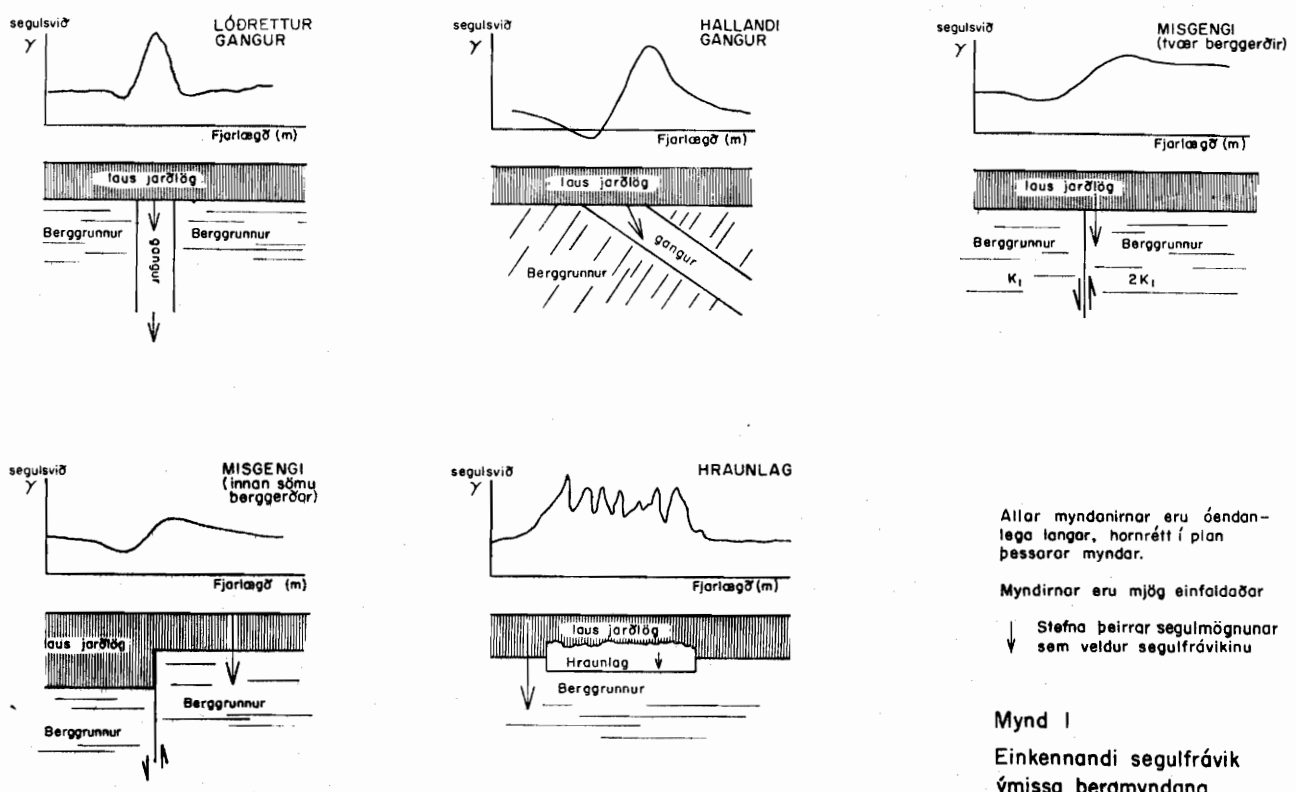 segulsvið
γ
LÓÐRETTUR
GANGUR
Fjarlægð (m)
laus jarðlög
Berggrunnur
gangur
Berggrunnur
segulsvið
γ
HALLANDI
GANGUR
Fjarlægð (m)
laus jarðlög
gangur
Berggrunnur
segulsvið
γ
MISGENGI
(tvær berggerðir)
Fjarlægð (m)
laus jarðlög
Berggrunnur
Berggrunnur
K₁
2K₁
segulsvið
γ
MISGENGI
(innan sömu
berggerðar)
Fjarlægð (m)
laus jarðlög
Berggrunnur
Berggrunnur
segulsvið
γ
HRAUNLAG
Fjarlægð (m)
laus jarðlög
Hraunlag
Berggrunnur
Allar myndanirnar eru óendan-
lega langar, hornrétt í plan
þessarar myndar.
Myndirnar eru mjög einfaldaðar
Stefna þeirrar segulmögnunar
sem veldur segulfrávikinu
Mynd 1
Einkennandi segulfrávik
ýmissa bergmyndana